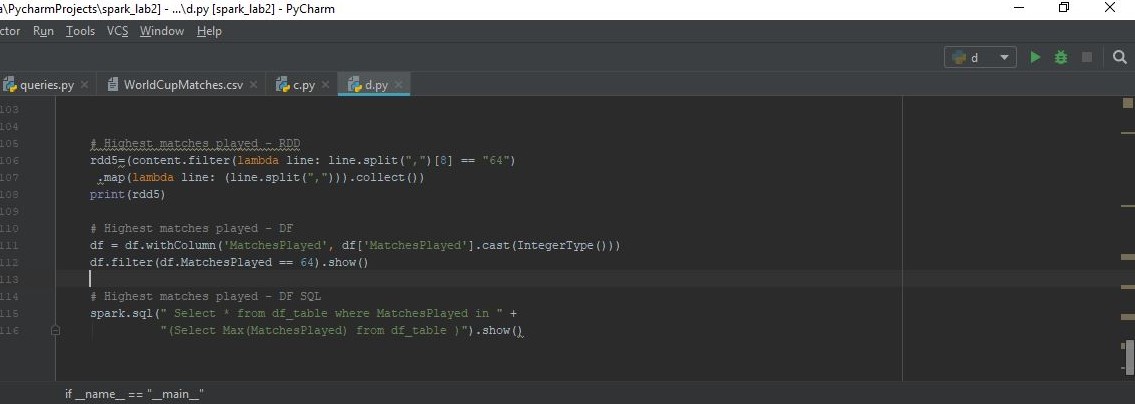 a\PycharmProjects\spark_lab2] - ...\d.py [spark_lab2] - PyCharm
ctor Run Tools VCS Window Help
d
queries.py WorldCupMatches.csv c.py d.py
103
104
105 # Highest matches played - RDD
106 rdd5=(content.filter(lambda line: line.split(",")[8] == "64")
107 .map(lambda line: (line.split(","))).collect())
108 print(rdd5)
109
110 # Highest matches played - DF
111 df = df.withColumn('MatchesPlayed', df['MatchesPlayed'].cast(IntegerType()))
112 df.filter(df.MatchesPlayed == 64).show()
113
114 # Highest matches played - DF SQL
115 spark.sql(" Select * from df_table where MatchesPlayed in " +
116 "(Select Max(MatchesPlayed) from df_table )").show()
if __name__ == "__main__"